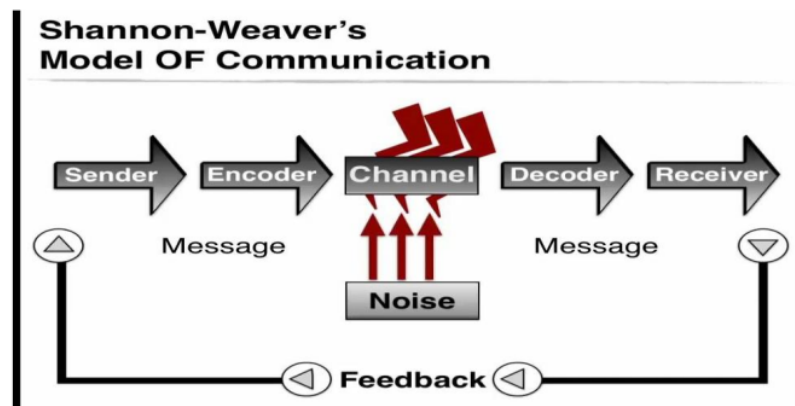 Shannon-Weaver's
Model OF Communication
Sender Encoder Channel Decoder Receiver
Message Message
Noise
Feedback